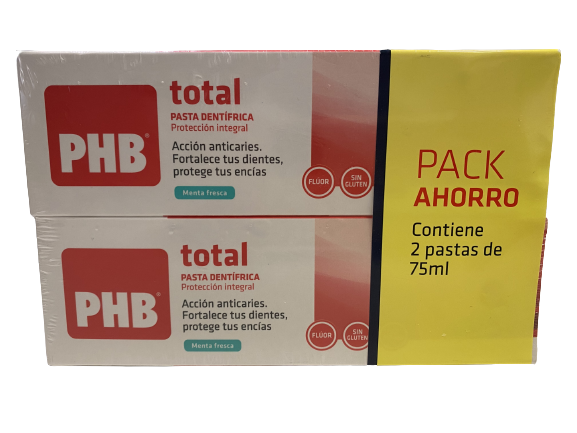 PHB®
total
PASTA DENTÍFRICA
Protección integral
Acción anticaries.
Fortalece tus dientes,
protege tus encías
Menta fresca
FLÚOR
SIN
GLUTEN
PHB®
total
PASTA DENTÍFRICA
Protección integral
Acción anticaries.
Fortalece tus dientes,
protege tus encías
Menta fresca
FLÚOR
SIN
GLUTEN
PACK
AHORRO
Contiene
2 pastas de
75ml